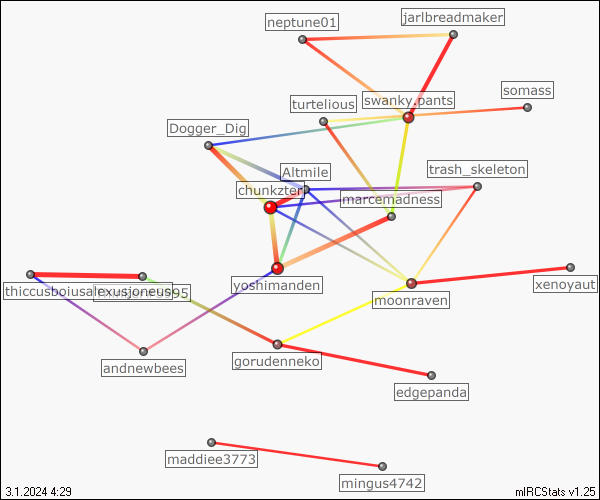 neptune01
jarlbreadmaker
somass
swanky.pants
turtelious
Dogger_Dig
Altmile
trash_skeleton
chunkzter
marcemadness
yoshimanden
thiccusboiusalexusjoneson
xenoyaut
moonraven
gorudenneko
andnewbees
edgepanda
maddiee3773
mingus4742
3.1.2024 4:29
mIRCStats v1.25